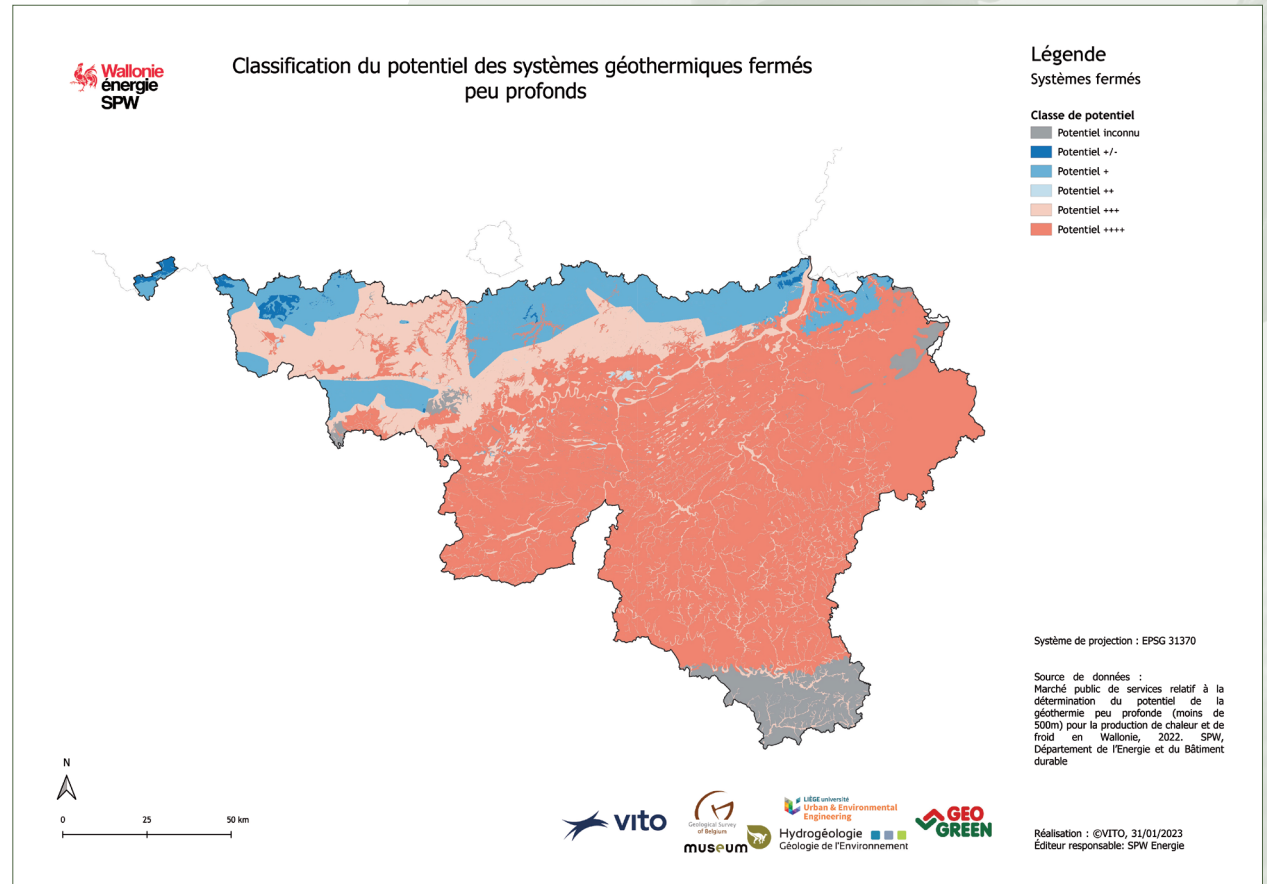 Wallonie
énergie
SPW
Classification du potentiel des systèmes géothermiques fermés
peu profonds
Légende
Systèmes fermés
Classe de potentiel
Potentiel inconnu
Potentiel +/-
Potentiel +
Potentiel ++
Potentiel +++
Potentiel ++++
Système de projection : EPSG 31370
Source de données :
Marché public de services relatif à la
détermination du potentiel de la
géothermie peu profonde (moins de
500m) pour la production de chaleur et de
froid en Wallonie, 2022. SPW,
Département de l'Energie et du Bâtiment
durable
N
0 25 50 km
vito
Geological Survey
of Belgium
museum
LIÈGE université
Urban & Environmental
Engineering
Hydrogéologie
Géologie de l'Environnement
GEO
GREEN
Réalisation : ©VITO, 31/01/2023
Éditeur responsable: SPW Energie